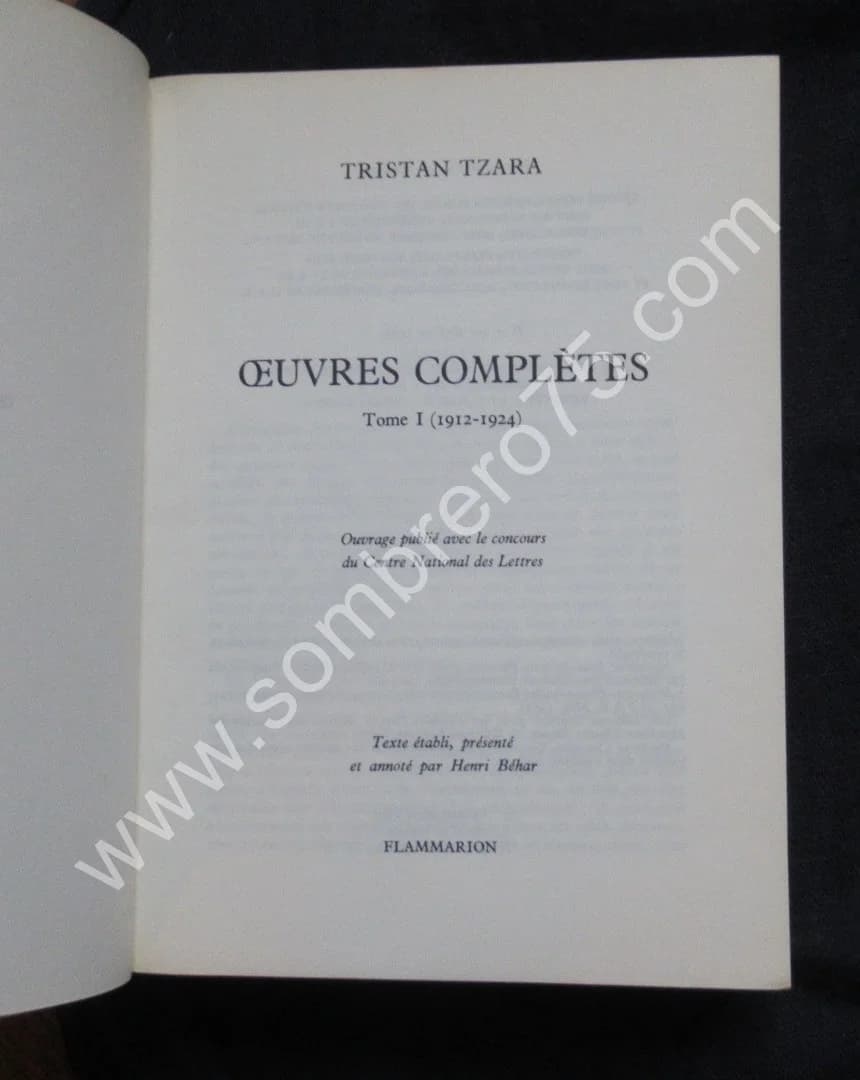 TRISTAN TZARA
ŒUVRES COMPLÈTES
Tome I (1912-1924)
Ouvrage publié avec le concours
du Centre National des Lettres
Texte établi, présenté
et annoté par Henri Béhar
FLAMMARION
www.sombrero75.com